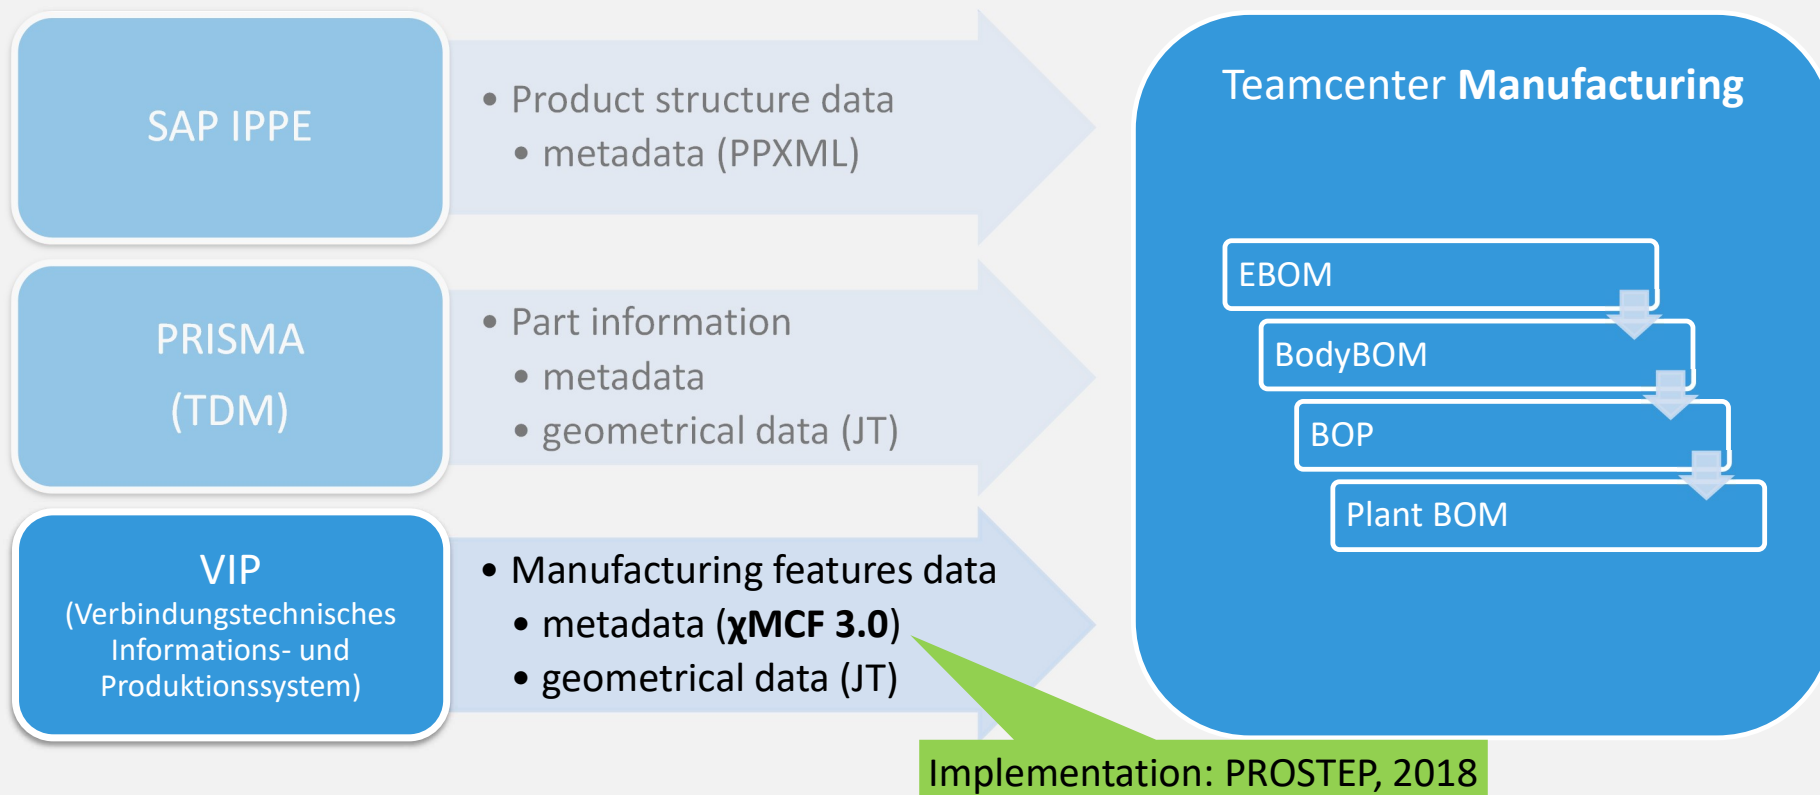 SAP IPPE
• Product structure data
• metadata (PPXML)
PRISMA
(TDM)
• Part information
• metadata
• geometrical data (JT)
VIP
(Verbindungstechnisches
Informations- und
Produktionssystem)
• Manufacturing features data
• metadata (χMCF 3.0)
• geometrical data (JT)
Implementation: PROSTEP, 2018
Teamcenter Manufacturing
EBOM
BodyBOM
BOP
Plant BOM